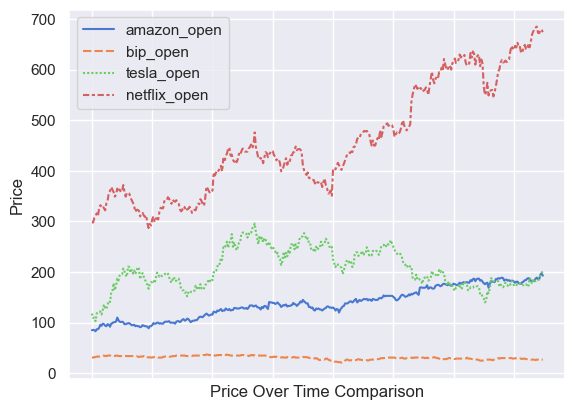 700
600
500
400
300
200
100
0
Price
amazon_open
bip_open
tesla_open
netflix_open
Price Over Time Comparison